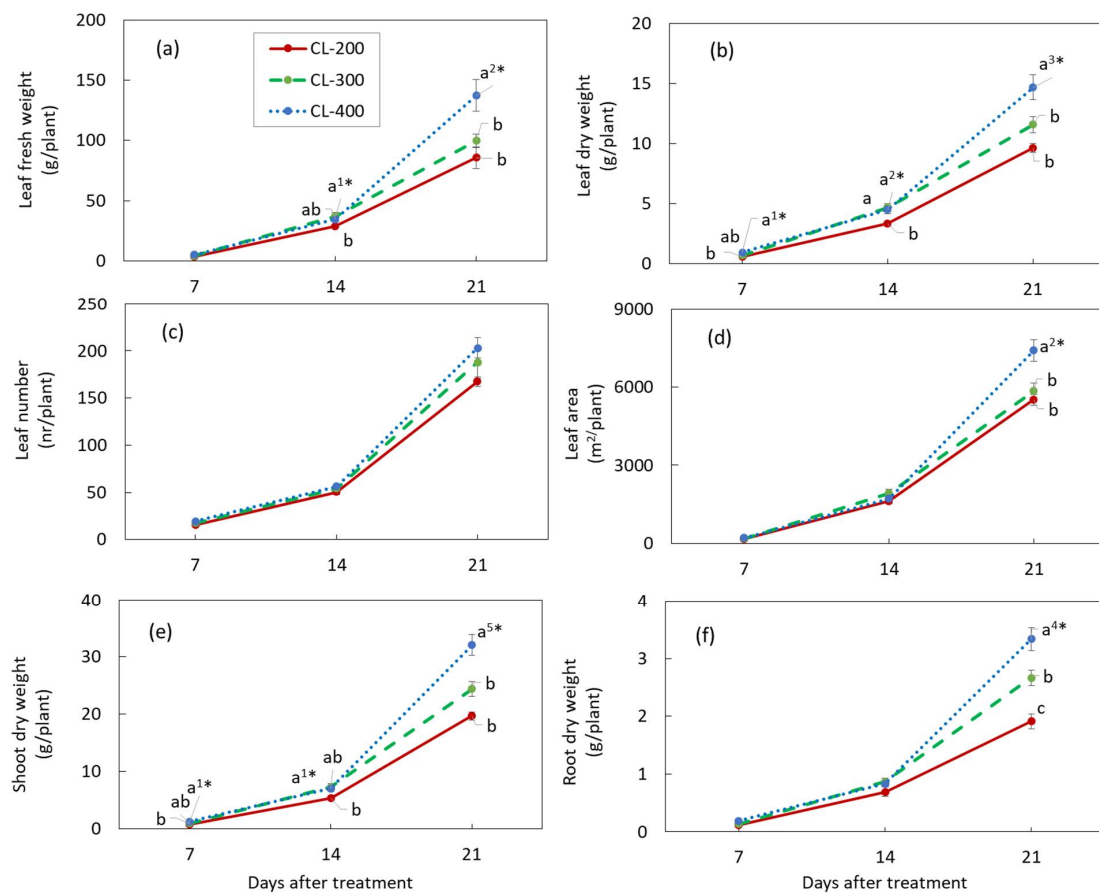 (a)
CL-200
CL-300
CL-400
Leaf fresh weight
(g/plant)
200
150
100
50
0
a2*
b
b
a1*
ab
b
7
14
21
(b)
Leaf dry weight
(g/plant)
20
15
10
5
0
a3*
b
b
a2*
a
b
a1*
ab
b
7
14
21
(c)
Leaf number
(nr/plant)
250
200
150
100
50
0
7
14
21
(d)
Leaf area
(m²/plant)
9000
6000
3000
0
a2*
b
b
7
14
21
(e)
Shoot dry weight
(g/plant)
40
30
20
10
0
a5*
b
b
ab
a1*
b
a1*
ab
b
7
14
21
Days after treatment
(f)
Root dry weight
(g/plant)
4
3
2
1
0
a4*
b
c
7
14
21
Days after treatment